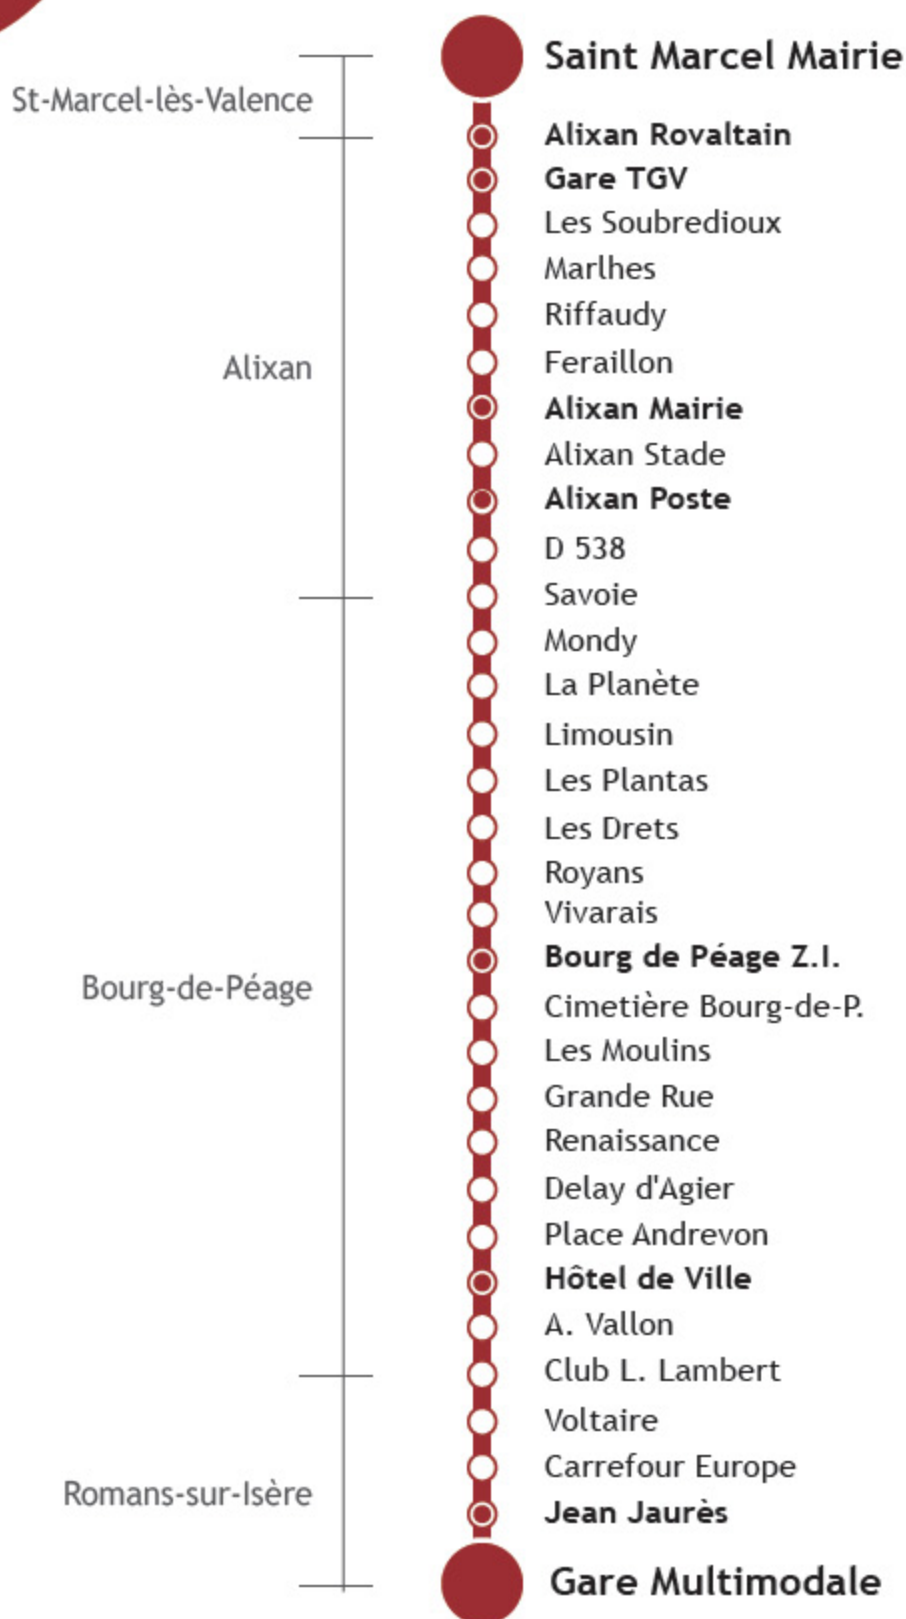 Saint Marcel Mairie
St-Marcel-lès-Valence
Alixan Rovaltain
Gare TGV
Les Soubredioux
Marlhes
Riffaudy
Feraillon
Alixan
Alixan Mairie
Alixan Stade
Alixan Poste
D 538
Savoie
Mondy
La Planète
Limousin
Les Plantas
Les Drets
Royans
Vivarais
Bourg de Péage Z.I.
Bourg-de-Péage
Cimetière Bourg-de-P.
Les Moulins
Grande Rue
Renaissance
Delay d'Agier
Place Andrevon
Hôtel de Ville
A. Vallon
Club L. Lambert
Voltaire
Carrefour Europe
Romans-sur-Isère
Jean Jaurès
Gare Multimodale